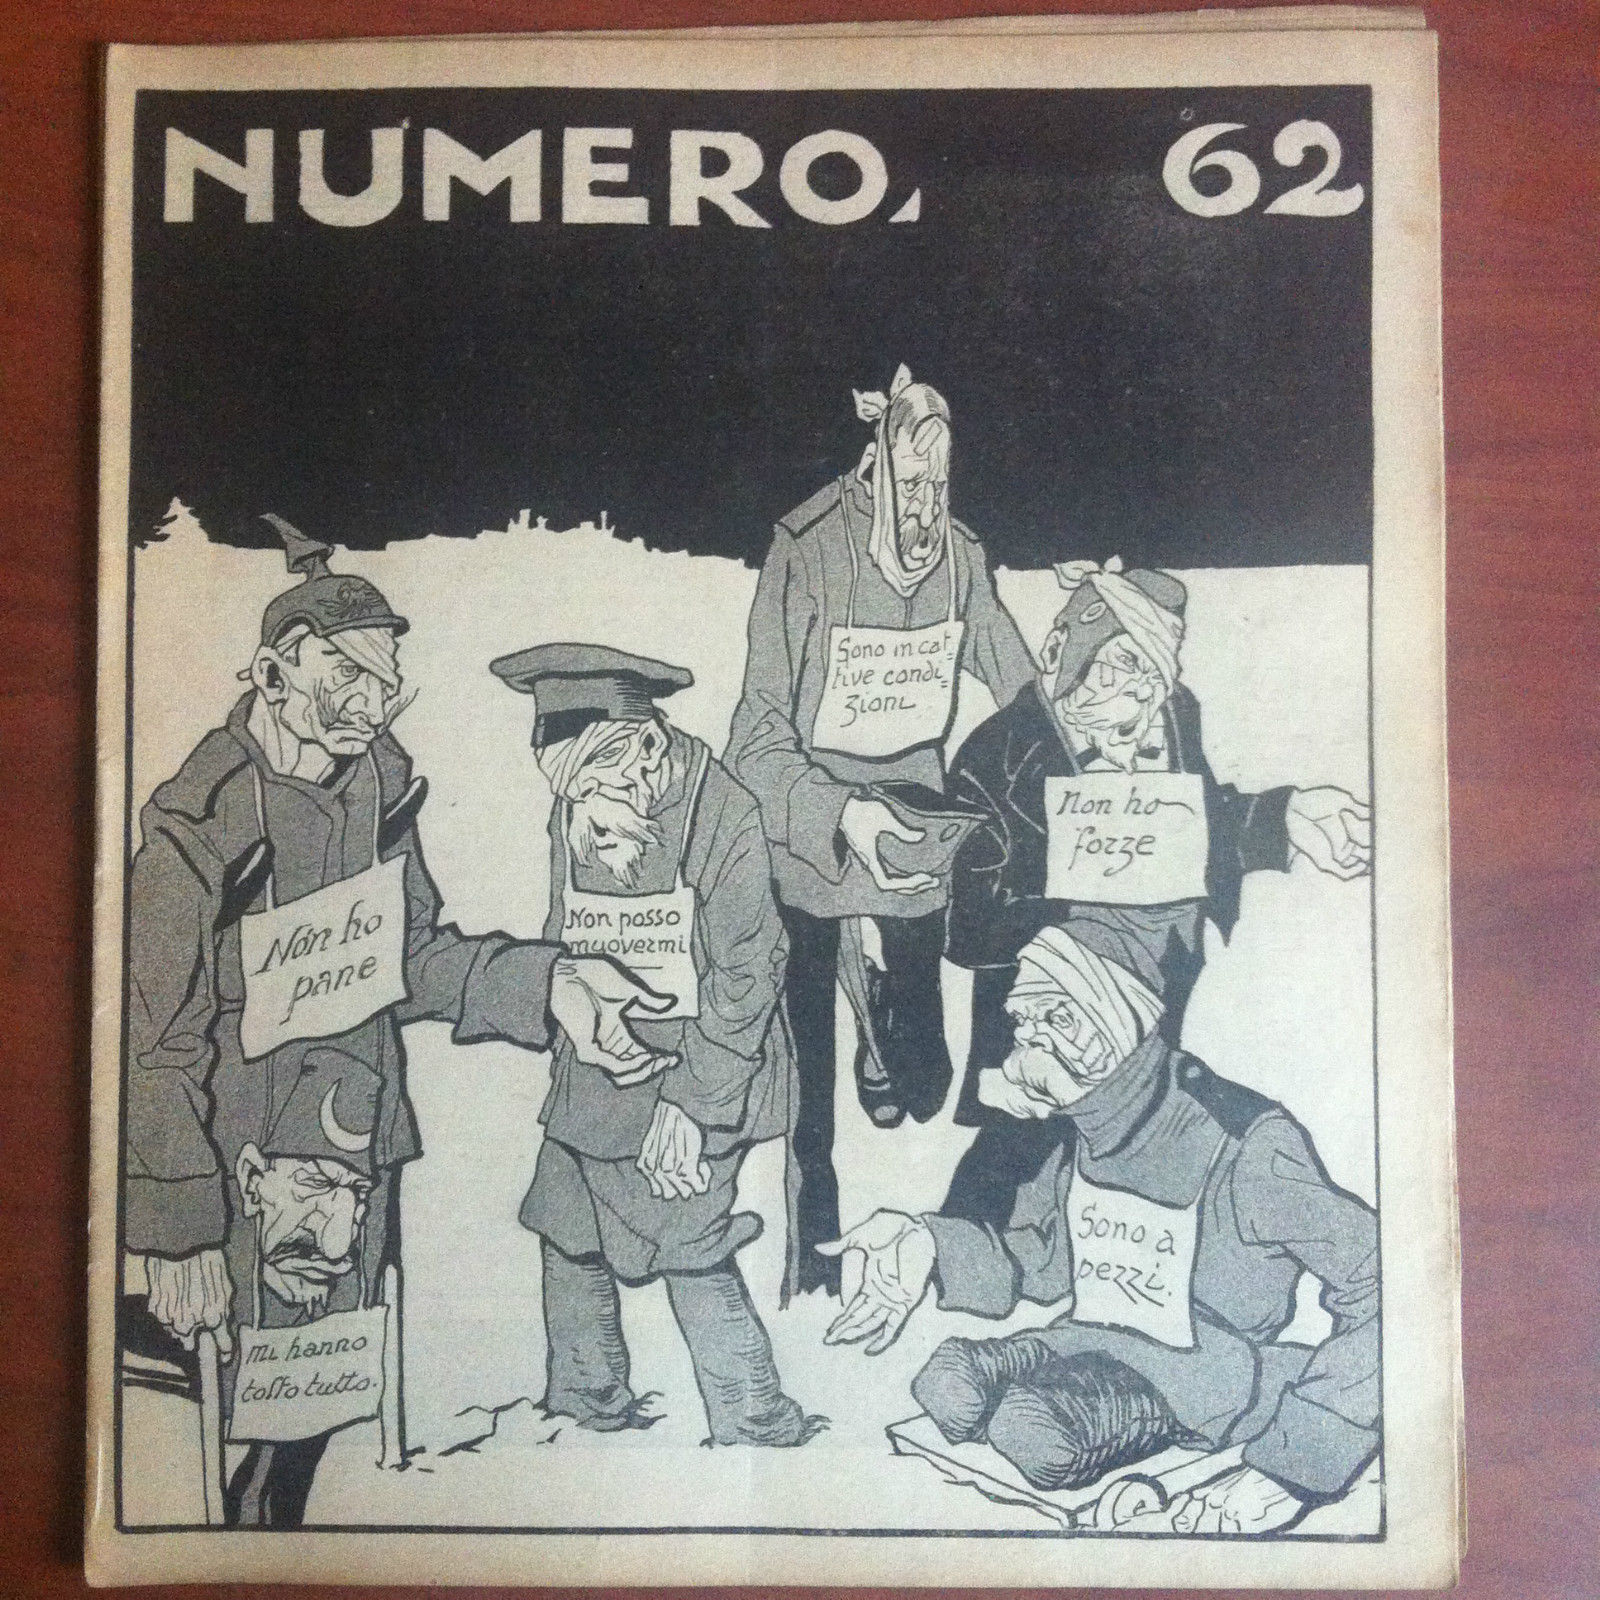 NUMERO. 62
Sono in cat=
tive condi=
zioni
Non ho
forze
Non ho
pane
Non posso
muovermi
Sono a
pezzi.
Mi hanno
tolto tutto.